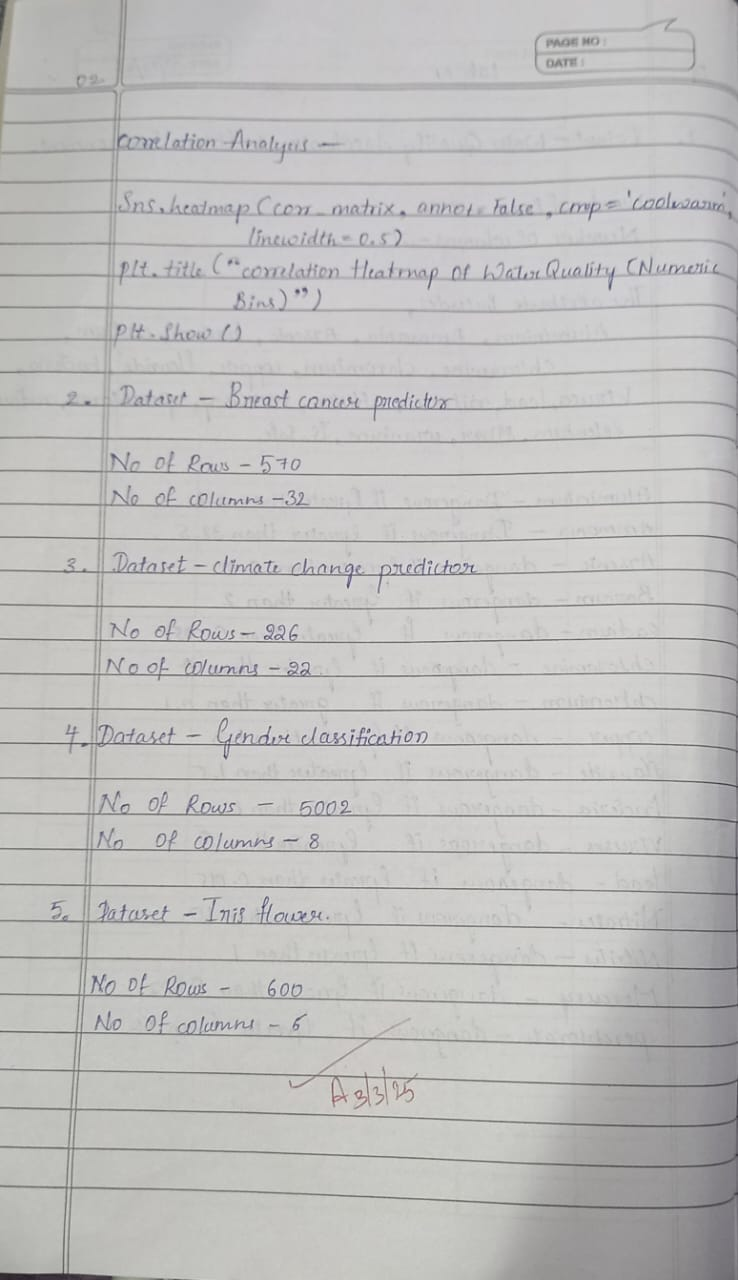 PAGE NO :
DATE :
02.
Correlation Analysis —
Sns.heatmap (corr_matrix, annot=False, cmp='coolwarm',
linewidth=0.5)
plt.title ("correlation Heatmap of Water Quality (Numeric
Bins)")
plt.show ()
2. Dataset - Breast cancer predictor
No of Rows - 570
No of columns - 32
3. Dataset - climate change predictor
No of Rows - 226
No of columns - 22
4. Dataset - Gender classification
No of Rows - 5002
No of columns - 8
5. Dataset - Iris flower.
No of Rows - 600
No of columns - 6
3/3/25